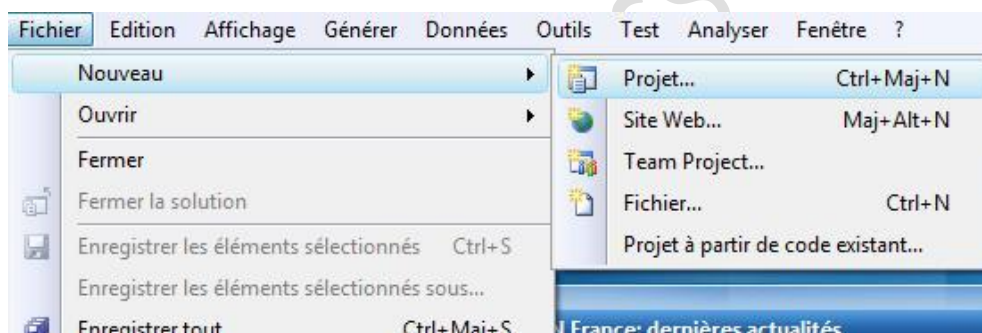 Fichier Edition Affichage Générer Données Outils Test Analyser Fenêtre ?
Nouveau
Projet... Ctrl+Maj+N
Ouvrir
Site Web... Maj+Alt+N
Fermer
Team Project...
Fermer la solution
Fichier... Ctrl+N
Enregistrer les éléments sélectionnés Ctrl+S
Projet à partir de code existant...
Enregistrer les éléments sélectionnés sous...
Enregistrer tout Ctrl+Maj+S
France: dernières actualités